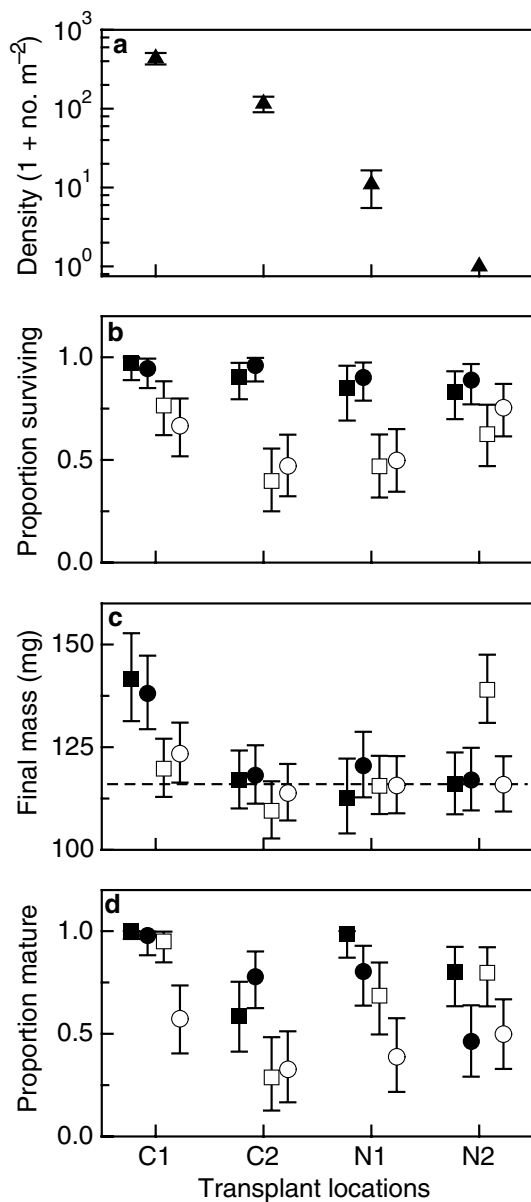 a
10³
10²
10¹
10⁰
Density (1 + no. m⁻²)
b
1.0
0.5
0.0
Proportion surviving
c
150
125
100
Final mass (mg)
d
1.0
0.5
0.0
Proportion mature
C1 C2 N1 N2
Transplant locations